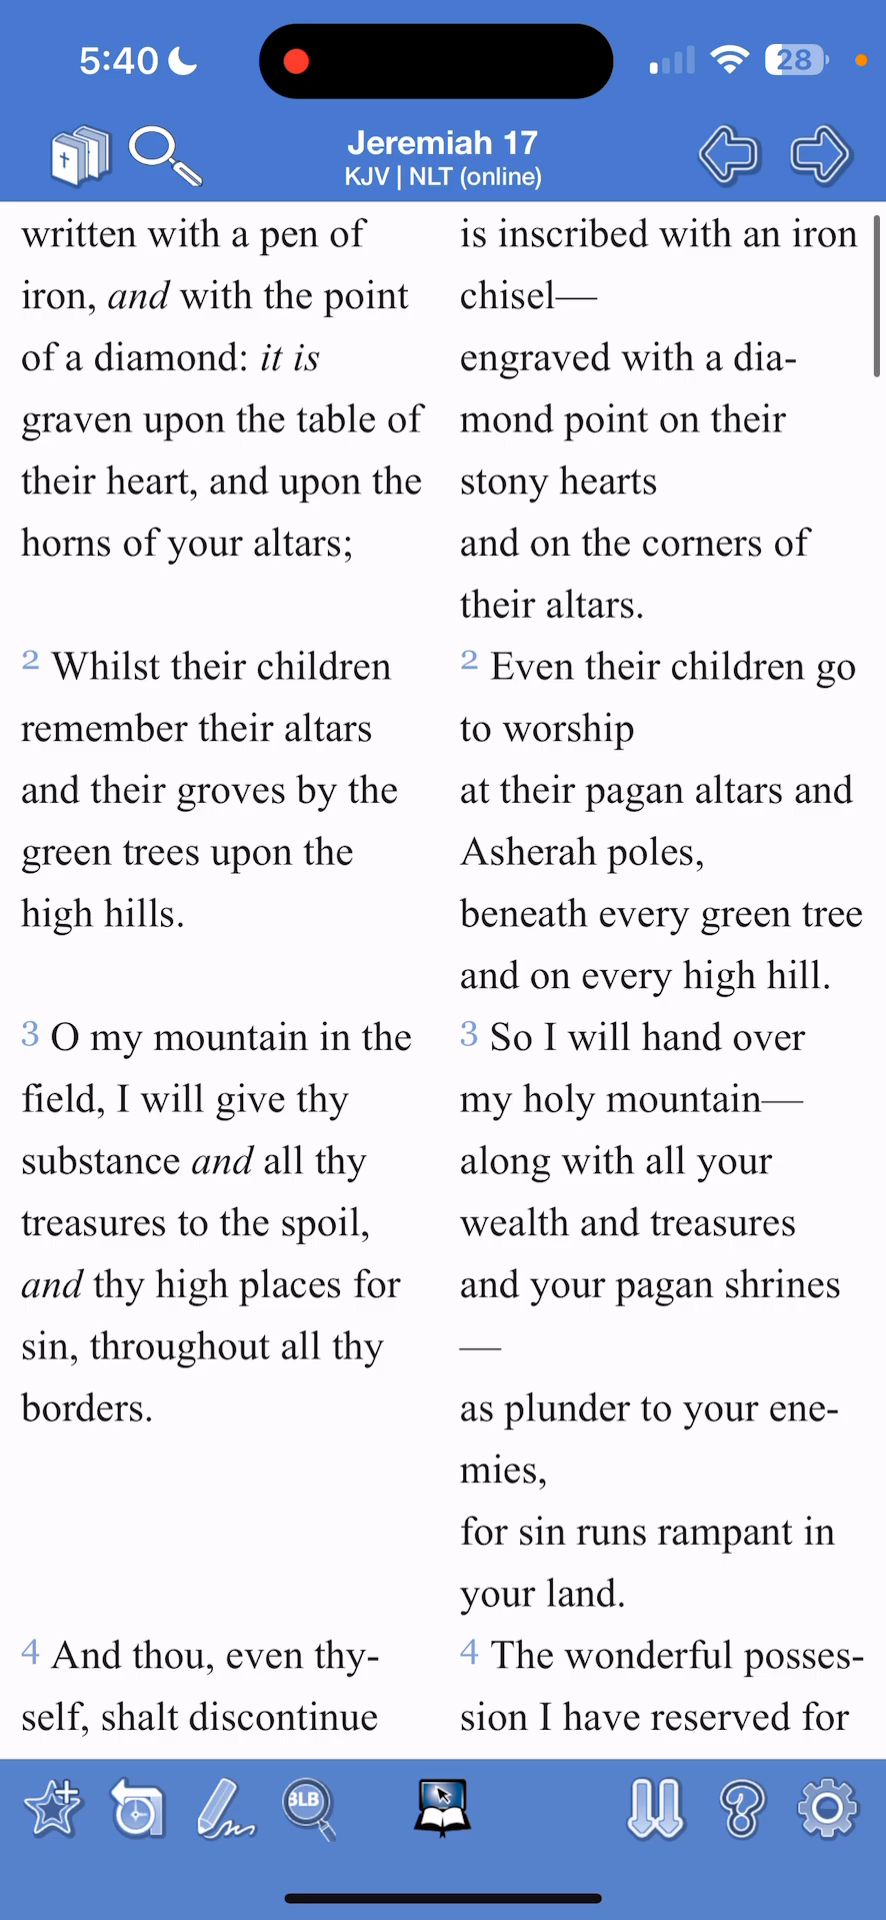 5:40
28
Jeremiah 17
KJV | NLT (online)
written with a pen of
iron, and with the point
of a diamond: it is
graven upon the table of
their heart, and upon the
horns of your altars;
2 Whilst their children
remember their altars
and their groves by the
green trees upon the
high hills.
3 O my mountain in the
field, I will give thy
substance and all thy
treasures to the spoil,
and thy high places for
sin, throughout all thy
borders.
4 And thou, even thy-
self, shalt discontinue
is inscribed with an iron
chisel—
engraved with a dia-
mond point on their
stony hearts
and on the corners of
their altars.
2 Even their children go
to worship
at their pagan altars and
Asherah poles,
beneath every green tree
and on every high hill.
3 So I will hand over
my holy mountain—
along with all your
wealth and treasures
and your pagan shrines
—
as plunder to your ene-
mies,
for sin runs rampant in
your land.
4 The wonderful posses-
sion I have reserved for
BLB